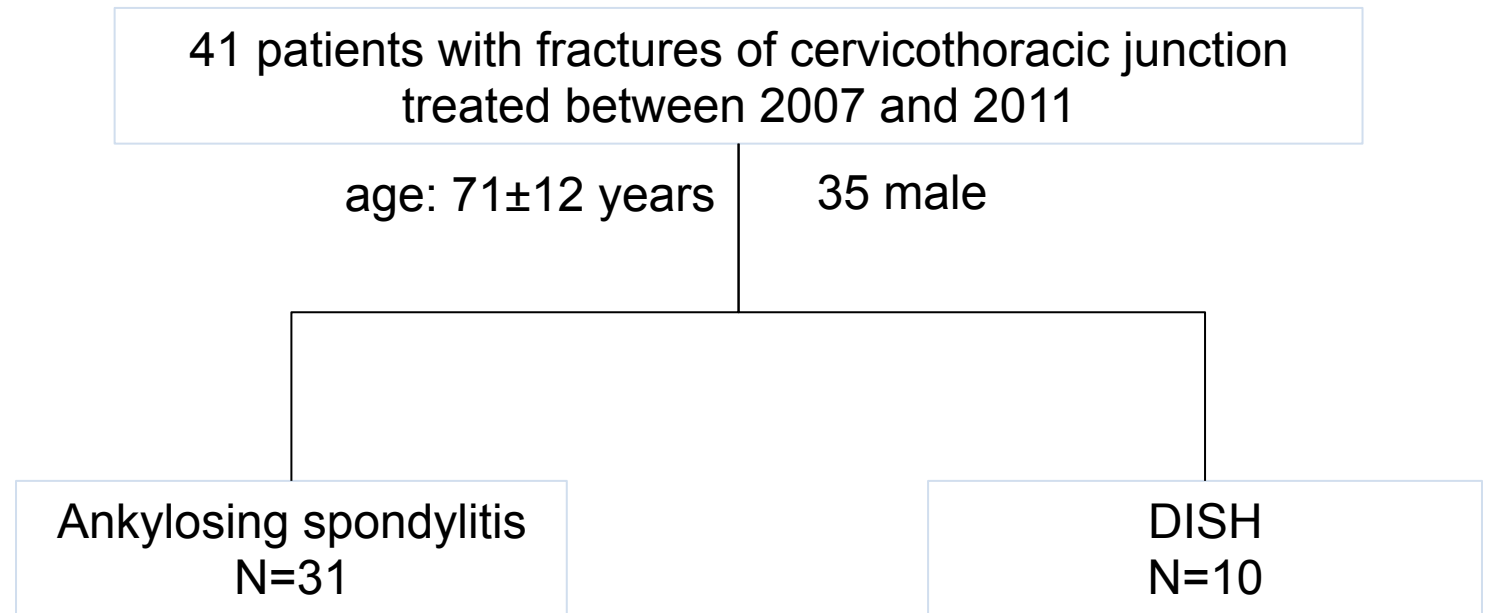 41 patients with fractures of cervicothoracic junction
treated between 2007 and 2011
age: 71±12 years
35 male
Ankylosing spondylitis
N=31
DISH
N=10